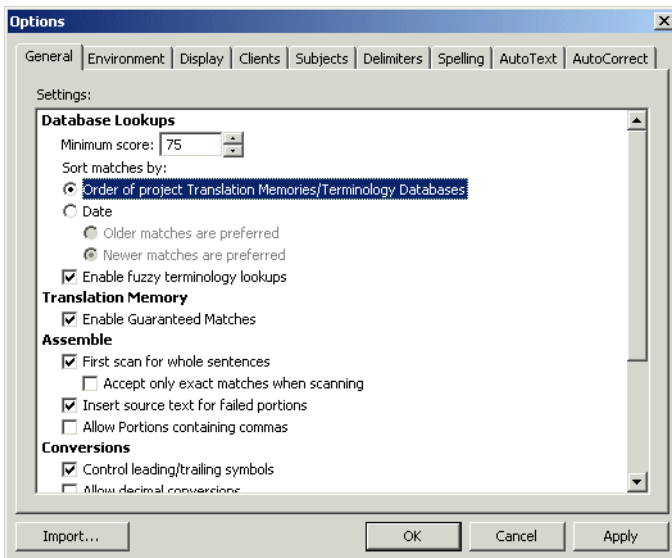 Options
General Environment Display Clients Subjects Delimiters Spelling AutoText AutoCorrect
Settings:
Database Lookups
Minimum score: 75
Sort matches by:
Order of project Translation Memories/Terminology Databases
Date
Older matches are preferred
Newer matches are preferred
Enable fuzzy terminology lookups
Translation Memory
Enable Guaranteed Matches
Assemble
First scan for whole sentences
Accept only exact matches when scanning
Insert source text for failed portions
Allow Portions containing commas
Conversions
Control leading/trailing symbols
Allow decimal conversions
Import... OK Cancel Apply